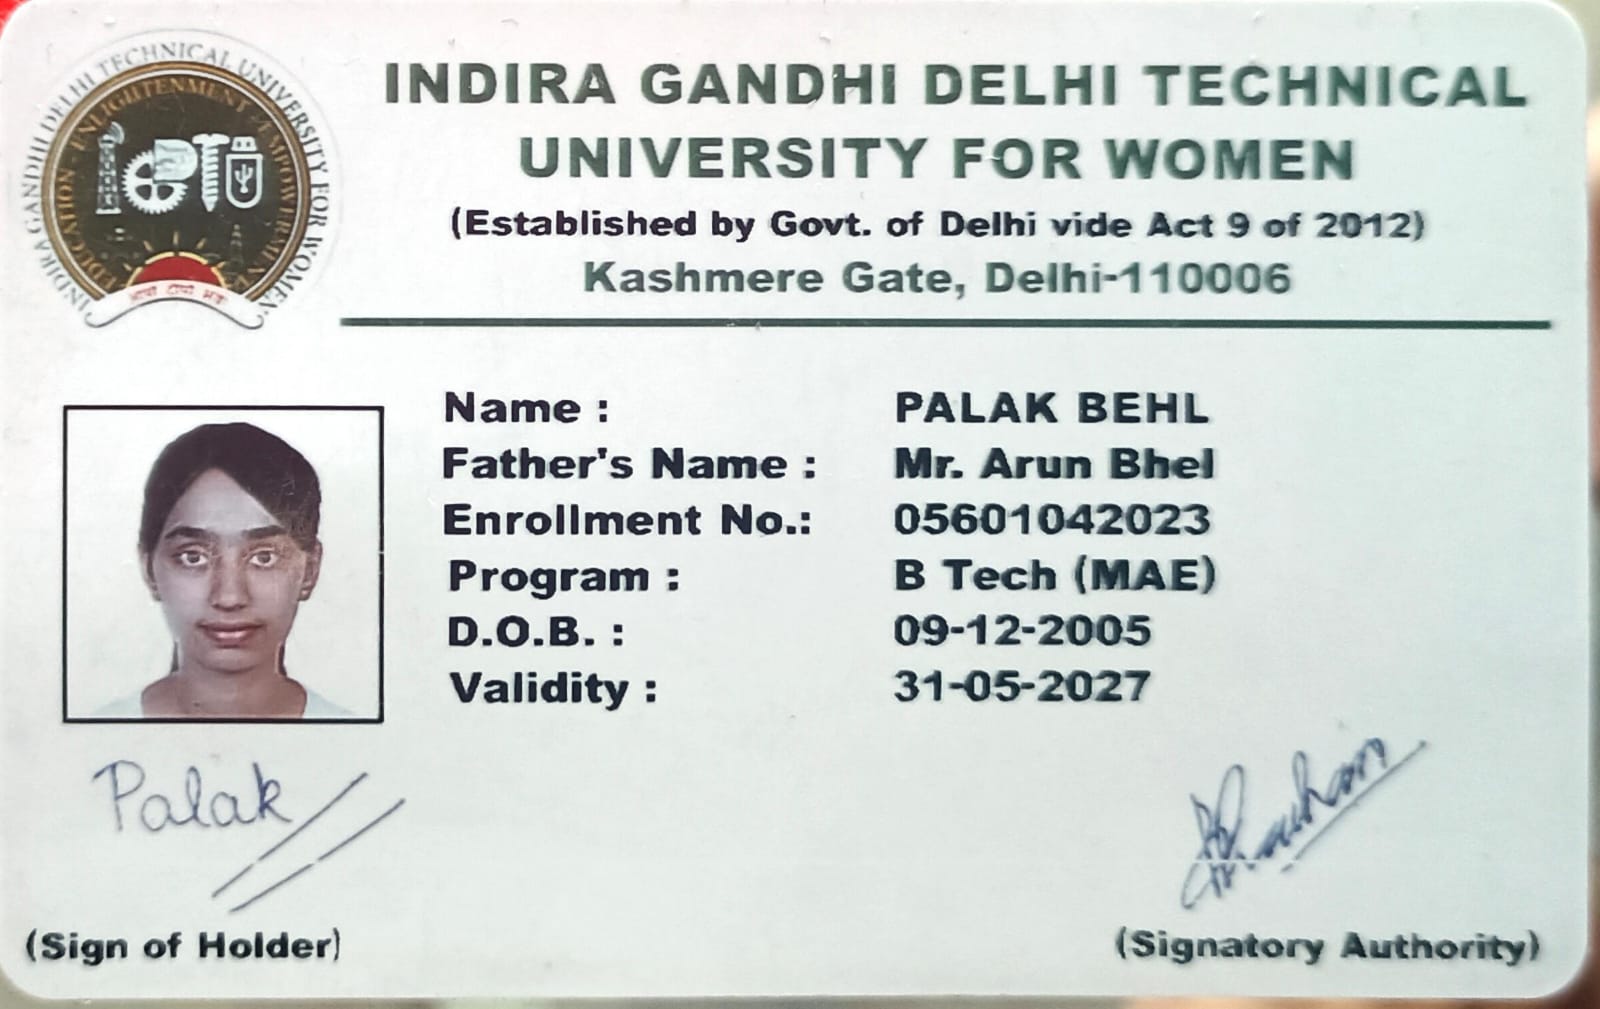 INDIRA GANDHI DELHI TECHNICAL UNIVERSITY FOR WOMEN
EDUCATION - ENLIGHTENMENT - EMPOWERMENT
INDIRA GANDHI DELHI TECHNICAL
UNIVERSITY FOR WOMEN
(Established by Govt. of Delhi vide Act 9 of 2012)
Kashmere Gate, Delhi-110006
Name : PALAK BEHL
Father's Name : Mr. Arun Bhel
Enrollment No.: 05601042023
Program : B Tech (MAE)
D.O.B. : 09-12-2005
Validity : 31-05-2027
Palak
(Sign of Holder) (Signatory Authority)